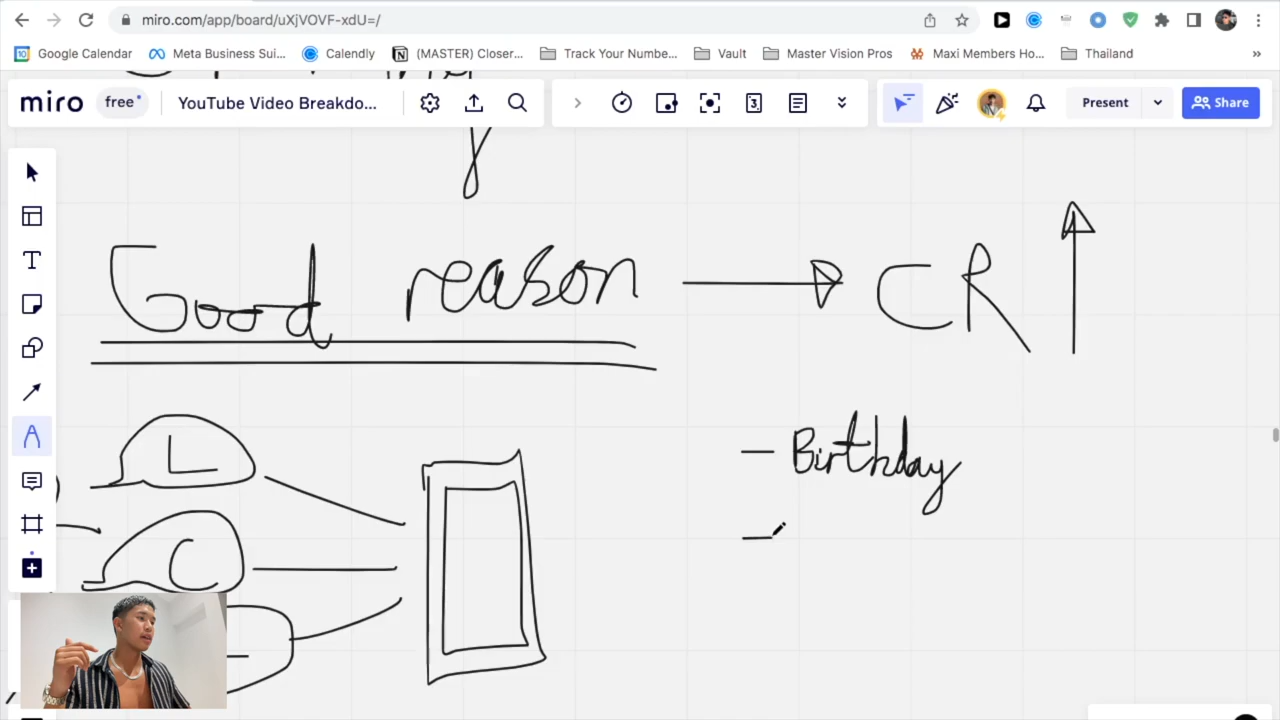 miro.com/app/board/uXjVOVF-xdU=/
Google Calendar Meta Business Sui... Calendly (MASTER) Closer... Track Your Numbe... Vault Master Vision Pros Maxi Members Ho... Thailand »
miro free YouTube Video Breakdo... 3 Present Share
Good reason CR
L
- Birthday
C
-